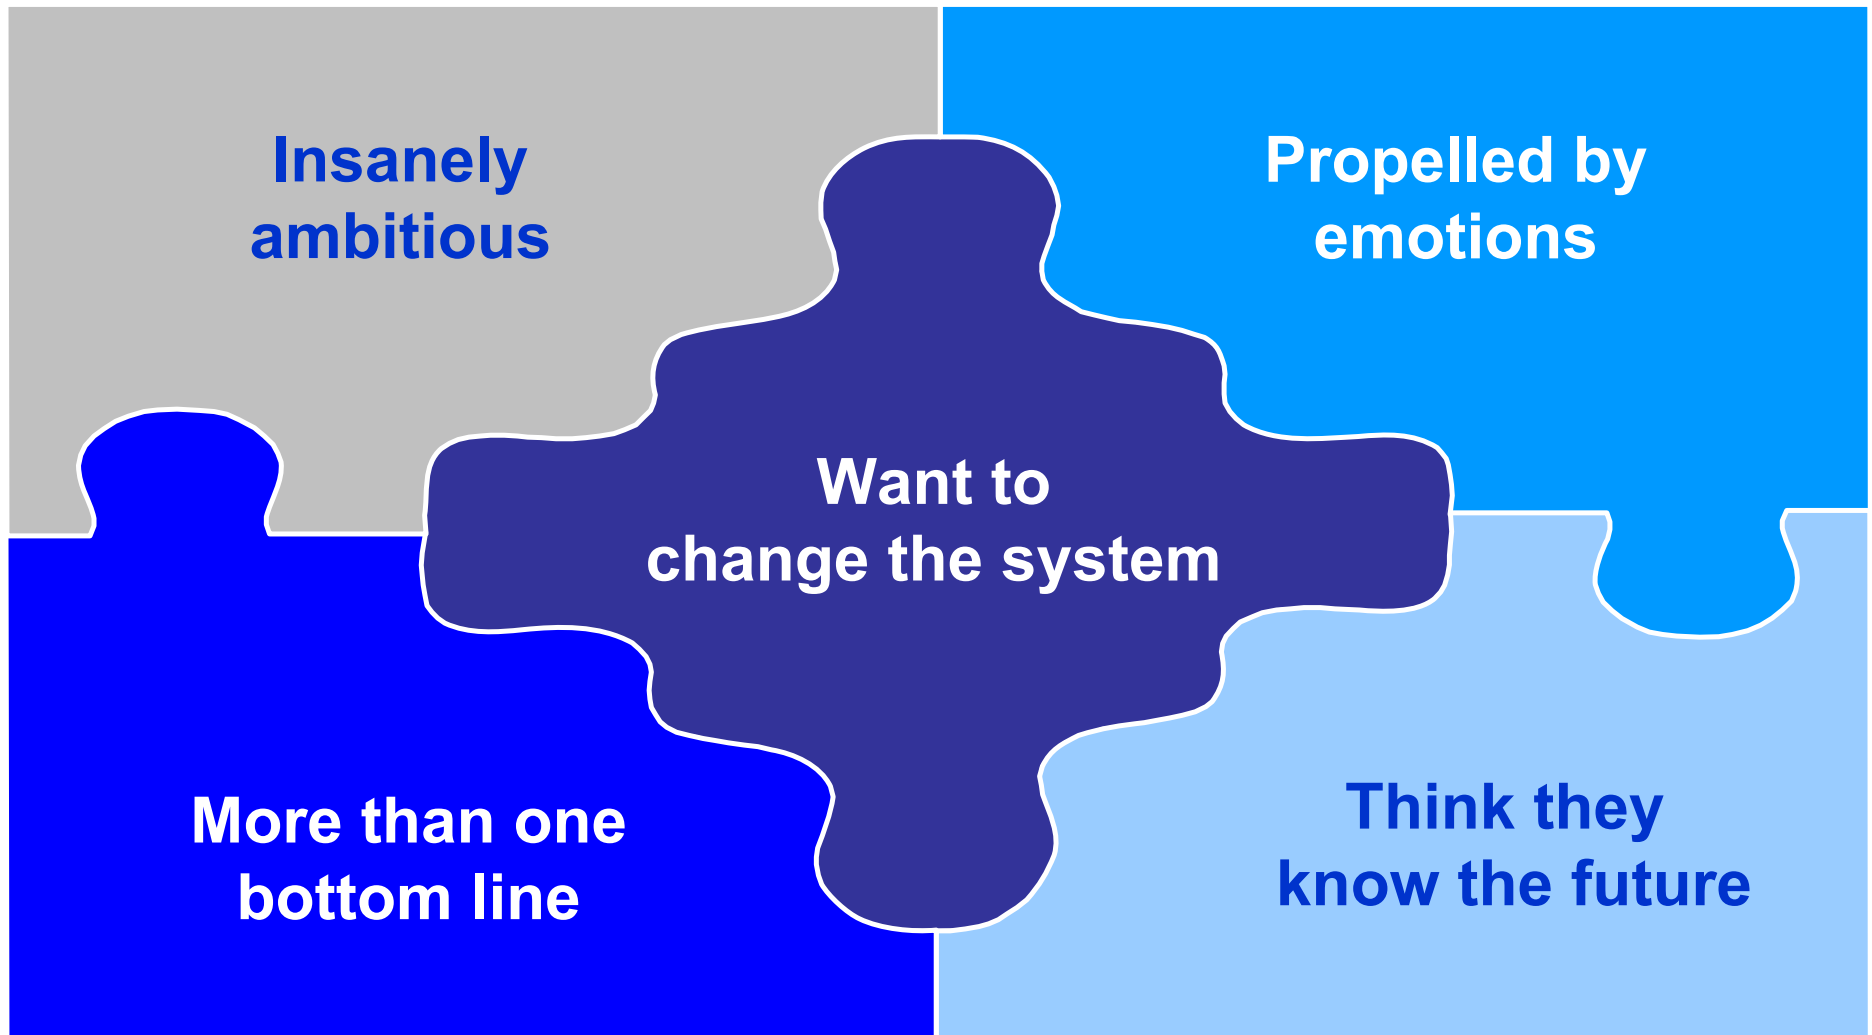 Insanely
ambitious
Propelled by
emotions
Want to
change the system
More than one
bottom line
Think they
know the future